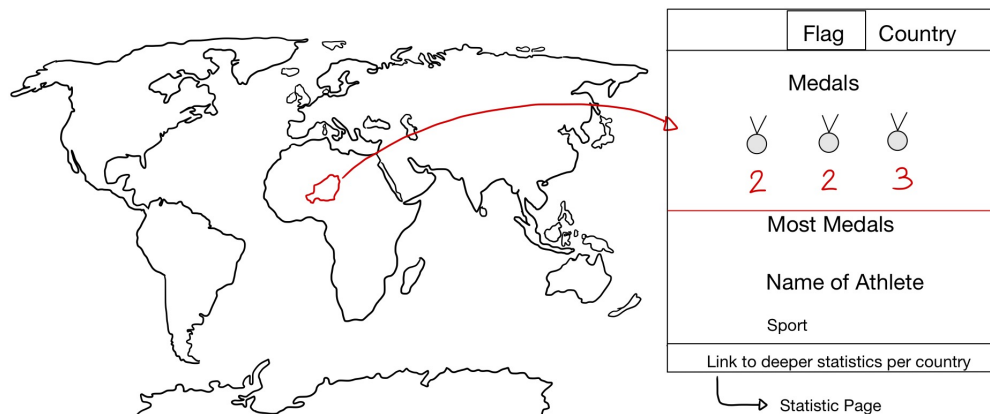 Flag Country
Medals
2 2 3
Most Medals
Name of Athlete
Sport
Link to deeper statistics per country
Statistic Page